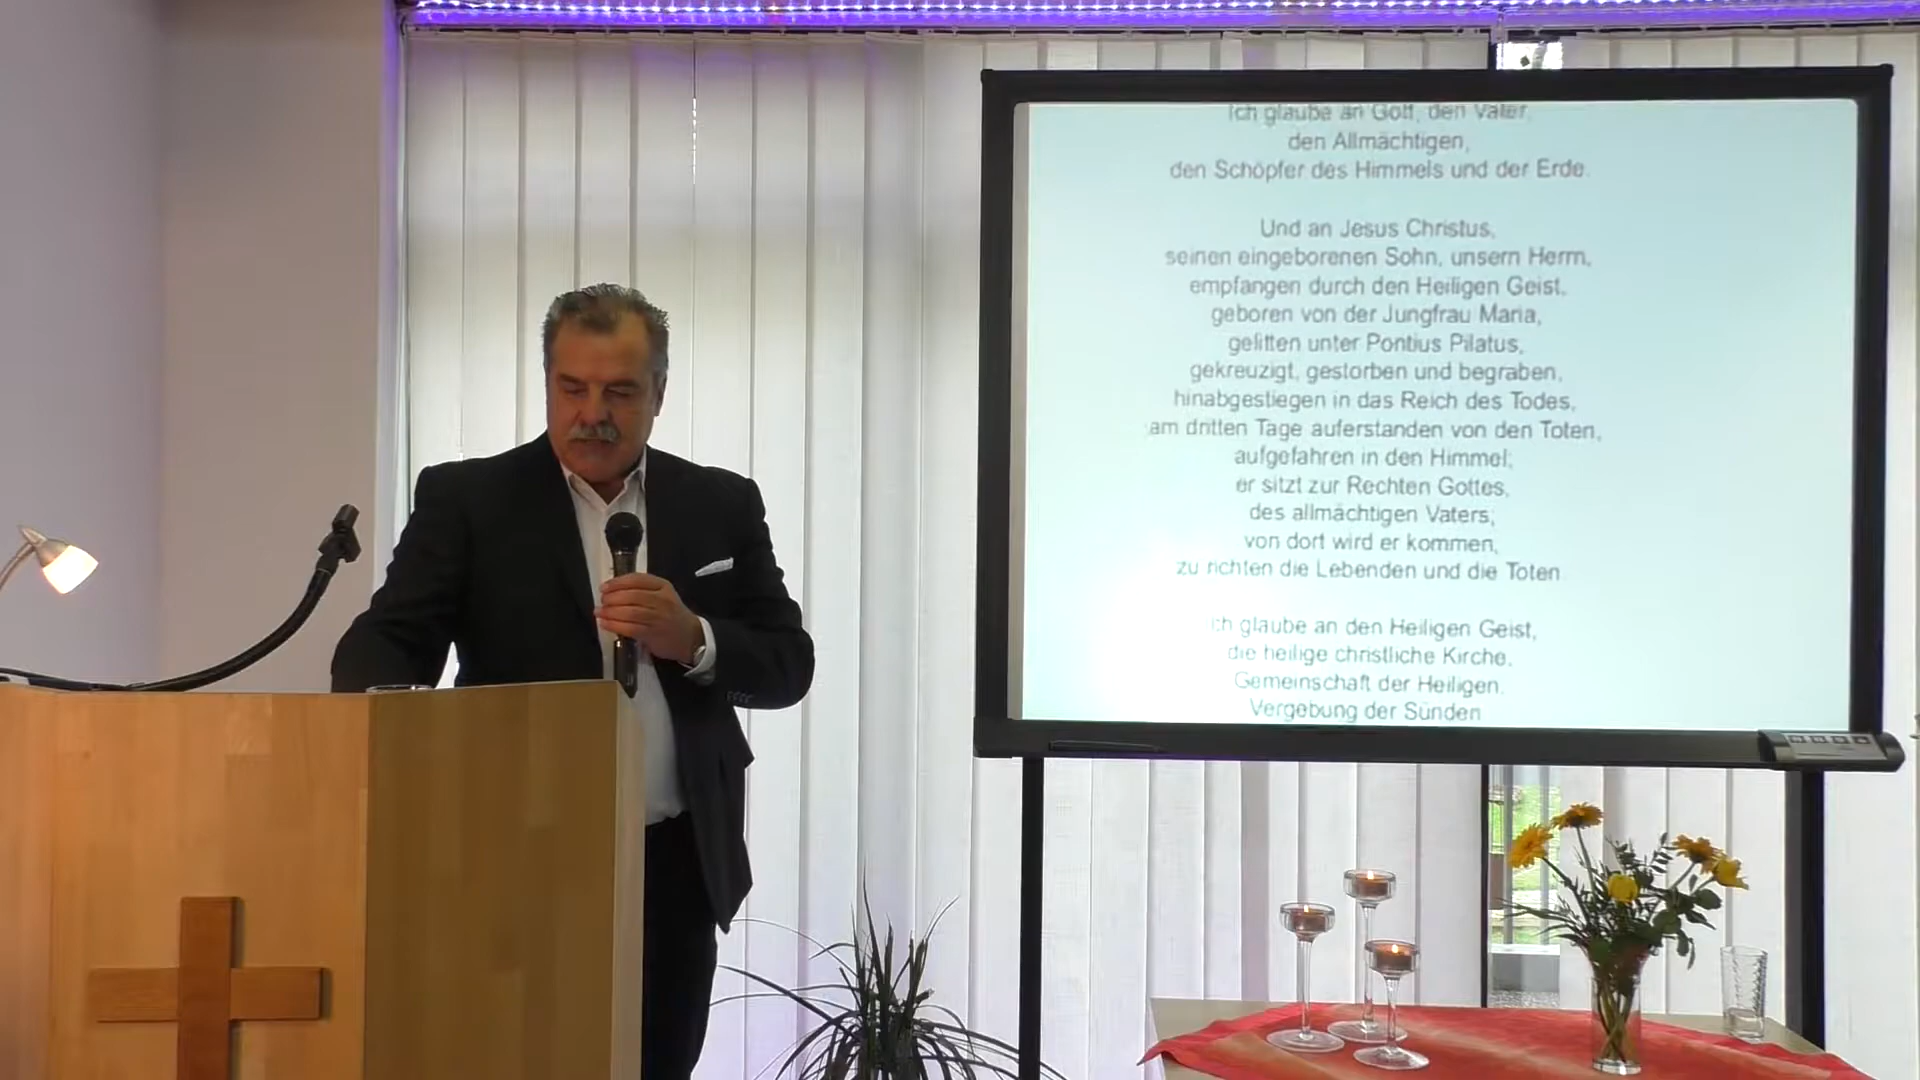 Ich glaube an Gott, den Vater,
den Allmächtigen,
den Schöpfer des Himmels und der Erde.
Und an Jesus Christus,
seinen eingeborenen Sohn, unsern Herrn,
empfangen durch den Heiligen Geist,
geboren von der Jungfrau Maria,
gelitten unter Pontius Pilatus,
gekreuzigt, gestorben und begraben,
hinabgestiegen in das Reich des Todes,
am dritten Tage auferstanden von den Toten,
aufgefahren in den Himmel;
er sitzt zur Rechten Gottes,
des allmächtigen Vaters;
von dort wird er kommen,
zu richten die Lebenden und die Toten.
Ich glaube an den Heiligen Geist,
die heilige christliche Kirche,
Gemeinschaft der Heiligen,
Vergebung der Sünden